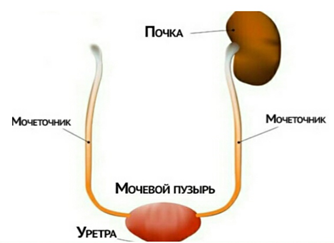 Почка
Мочеточник
Мочеточник
Мочевой пузырь
Уретра